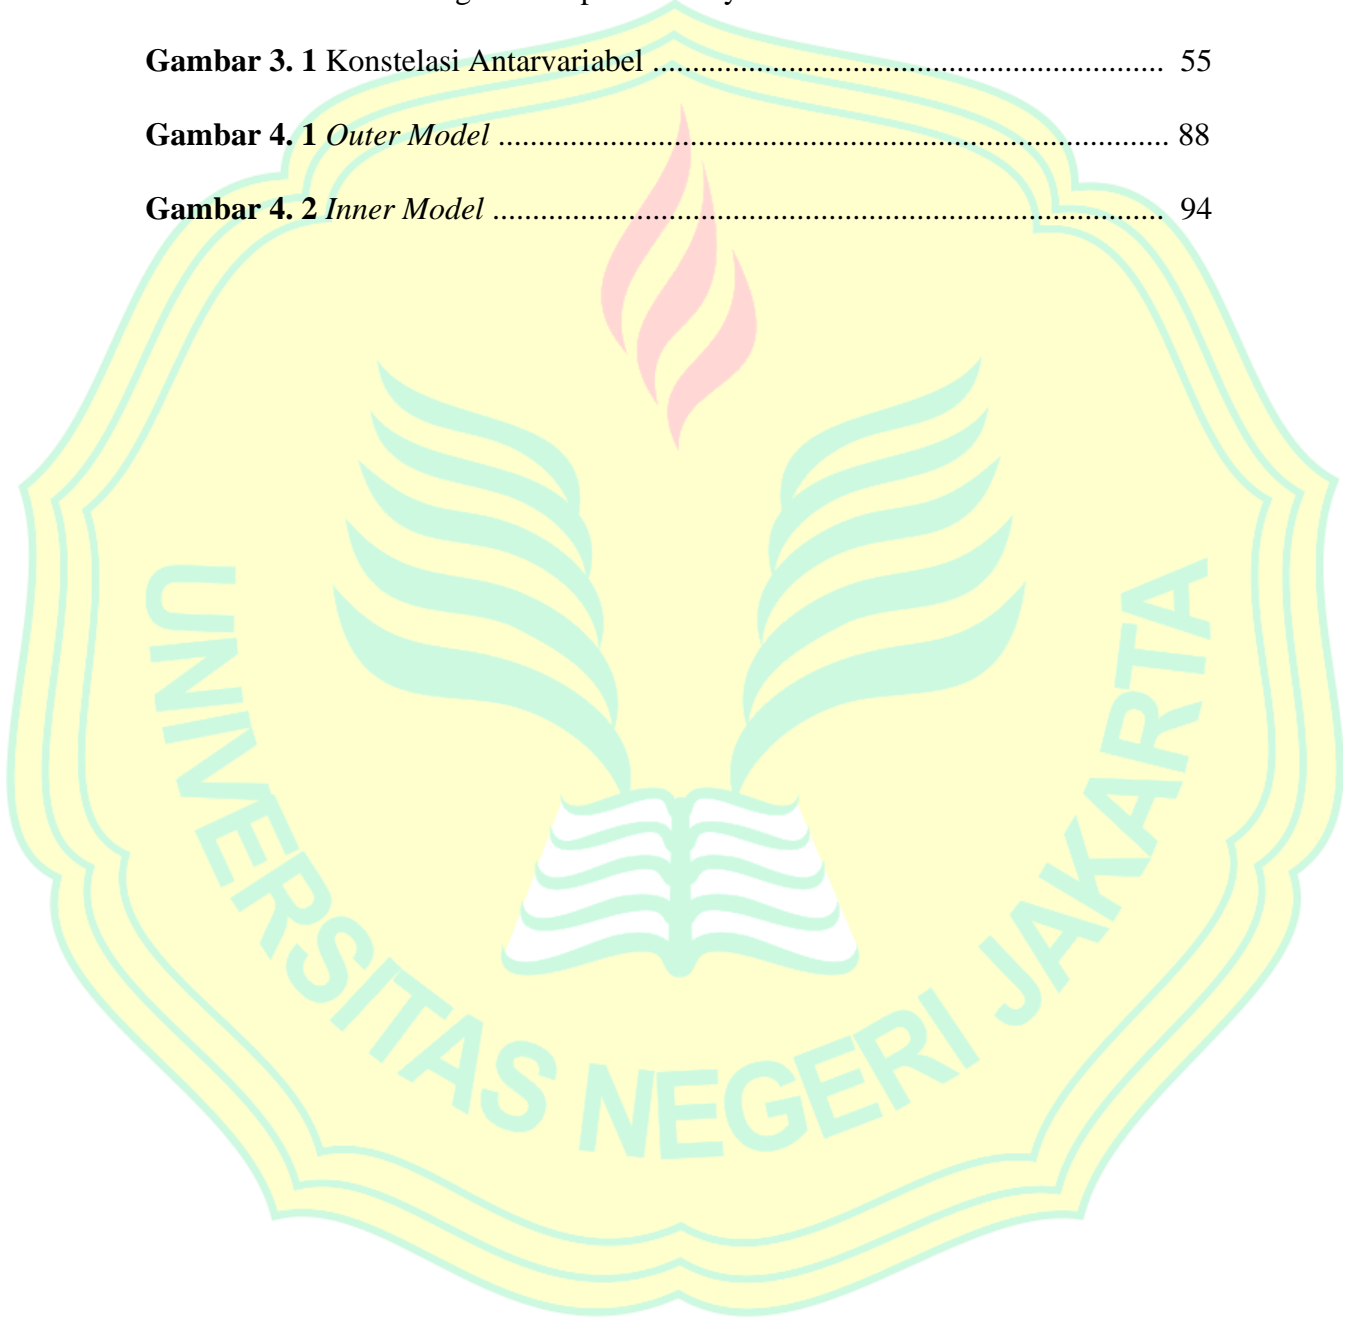 Gambar 3. 1 Konstelasi Antarvariabel ................................................................ 55
Gambar 4. 1 Outer Model .................................................................................... 88
Gambar 4. 2 Inner Model .................................................................................... 94
UNIVERSITAS NEGERI JAKARTA